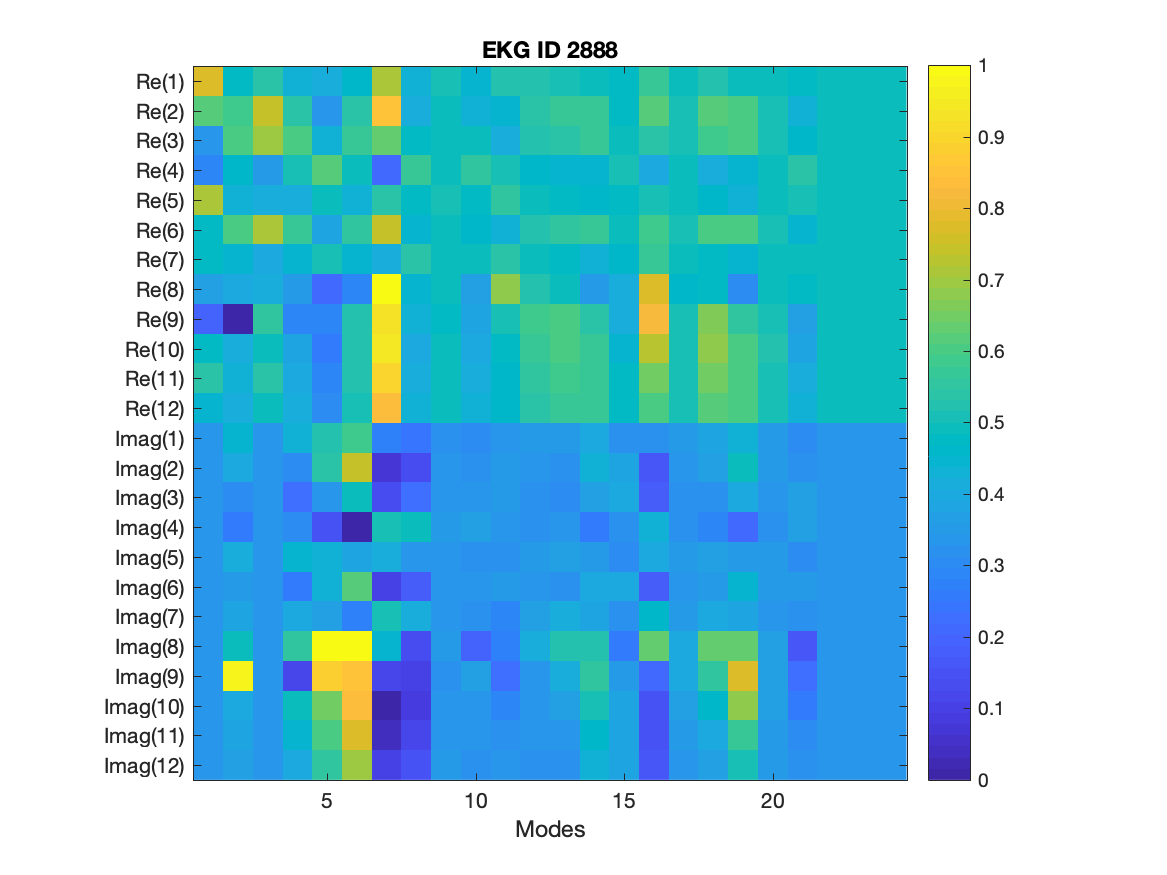 EKG ID 2888
Re(1)
Re(2)
Re(3)
Re(4)
Re(5)
Re(6)
Re(7)
Re(8)
Re(9)
Re(10)
Re(11)
Re(12)
Imag(1)
Imag(2)
Imag(3)
Imag(4)
Imag(5)
Imag(6)
Imag(7)
Imag(8)
Imag(9)
Imag(10)
Imag(11)
Imag(12)
5 10 15 20
Modes
1
0.9
0.8
0.7
0.6
0.5
0.4
0.3
0.2
0.1
0